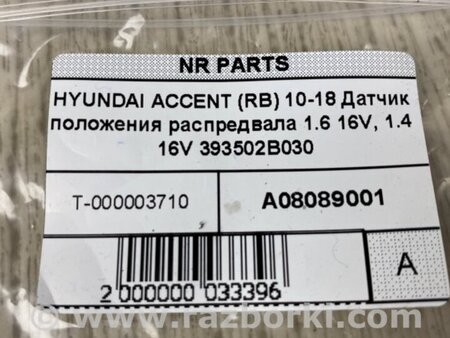 NR PARTS
HYUNDAI ACCENT (RB) 10-18 Датчик
положения распредвала 1.6 16V, 1.4
16V 393502B030
T-000003710
A08089001
A
2 000000 033396
www.razborki.com